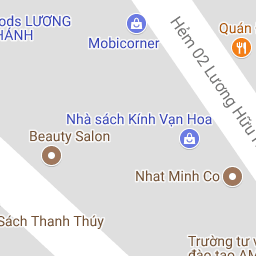 ods LƯƠNG
HÁNH
Mobicorner
Hẻm 02 Lương Hữu
Quán
Nhà sách Kính Vạn Hoa
Beauty Salon
Nhat Minh Co
Sách Thanh Thúy
Trường tư v
đào tạo AM